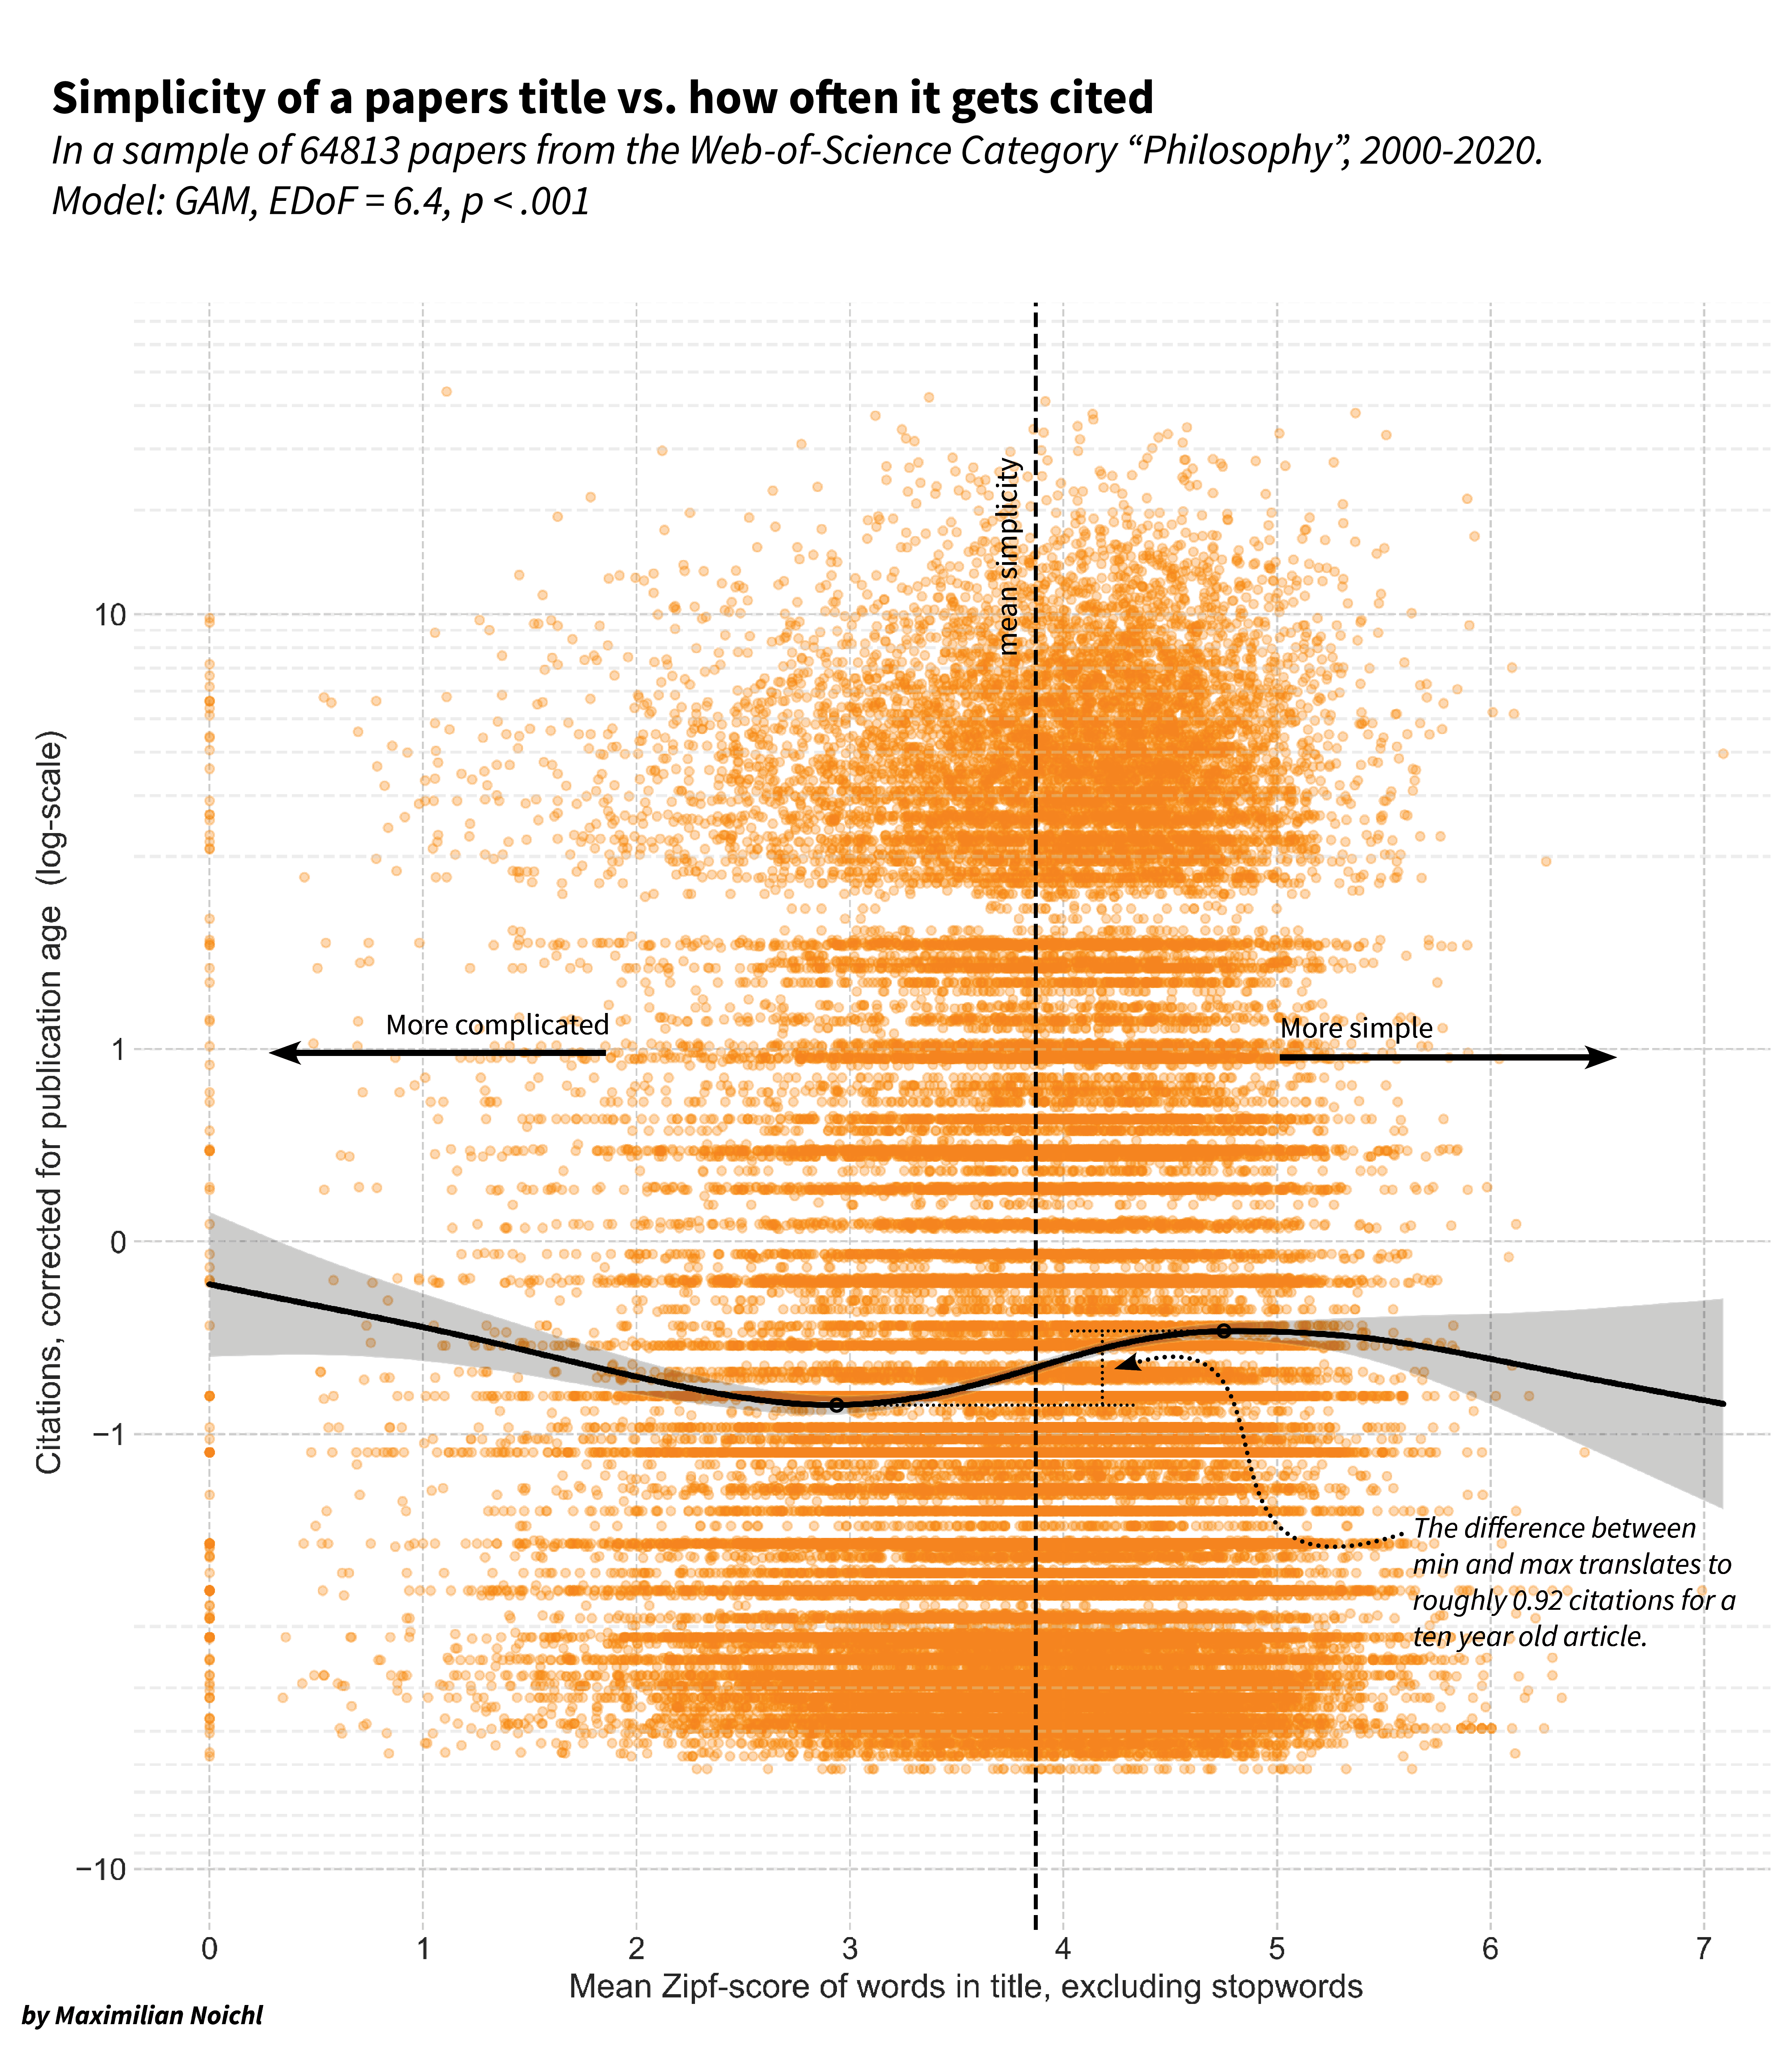 Simplicity of a papers title vs. how often it gets cited
In a sample of 64813 papers from the Web-of-Science Category “Philosophy”, 2000-2020.
Model: GAM, EDoF = 6.4, p < .001
mean simplicity
10
More complicated
More simple
1
0
−1
−10
Citations, corrected for publication age (log-scale)
The difference between
min and max translates to
roughly 0.92 citations for a
ten year old article.
0 1 2 3 4 5 6 7
Mean Zipf-score of words in title, excluding stopwords
by Maximilian Noichl